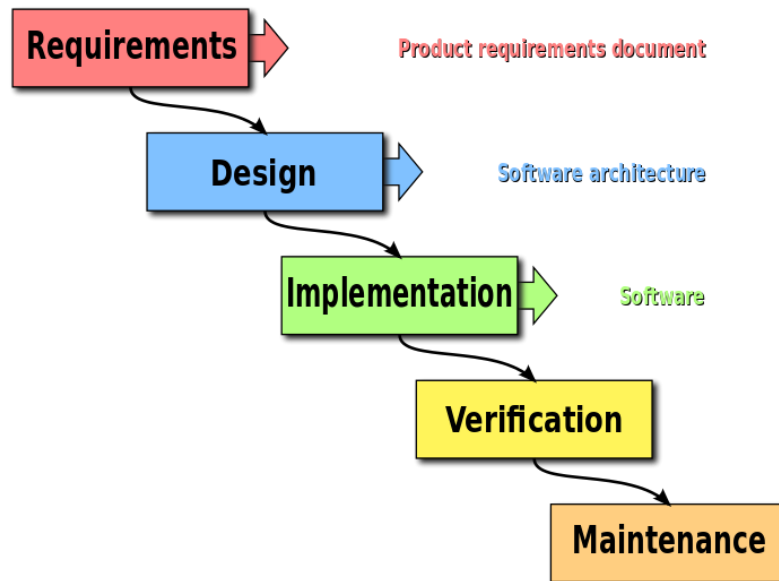 Requirements
Product requirements document
Design
Software architecture
Implementation
Software
Verification
Maintenance